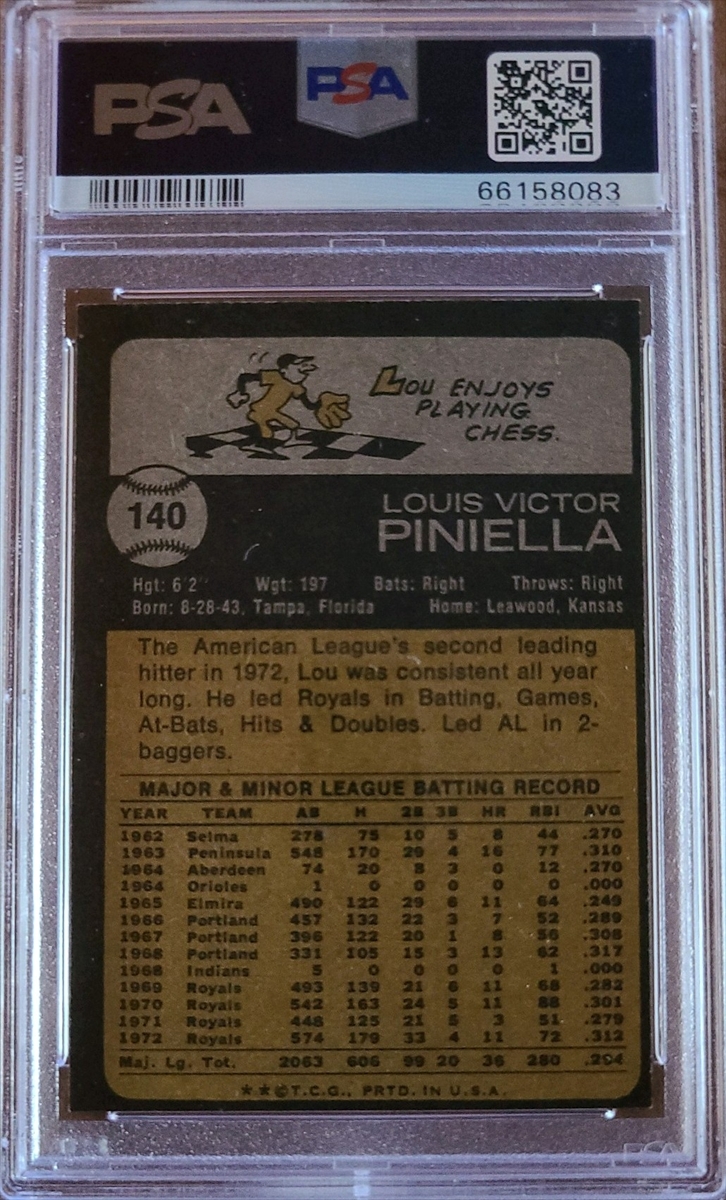 PSA PSA
66158083
LOU ENJOYS
PLAYING
CHESS.
140
LOUIS VICTOR
PINIELLA
Hgt: 6'2" Wgt: 197 Bats: Right Throws: Right
Born: 8-28-43, Tampa, Florida Home: Leawood, Kansas
The American League's second leading
hitter in 1972, Lou was consistent all year
long. He led Royals in Batting, Games,
At-Bats, Hits & Doubles. Led AL in 2-
baggers.
MAJOR & MINOR LEAGUE BATTING RECORD
YEAR TEAM AB H 2B 3B HR RBI AVG
1962 Selma 278 75 10 5 8 44 .270
1963 Peninsula 548 170 29 4 16 77 .310
1964 Aberdeen 74 20 8 3 0 12 .270
1964 Orioles 1 0 0 0 0 0 .000
1965 Elmira 490 122 29 6 11 64 .249
1966 Portland 457 132 22 3 7 52 .289
1967 Portland 396 122 20 1 8 56 .308
1968 Portland 331 105 15 3 13 62 .317
1968 Indians 5 0 0 0 0 1 .000
1969 Royals 493 139 21 6 11 68 .282
1970 Royals 542 163 24 5 11 88 .301
1971 Royals 448 125 21 5 3 51 .279
1972 Royals 574 179 33 4 11 72 .312
Maj. Lg. Tot. 2063 606 99 20 36 280 .294
**©T.C.G., PRTD. IN U.S.A.
PSA